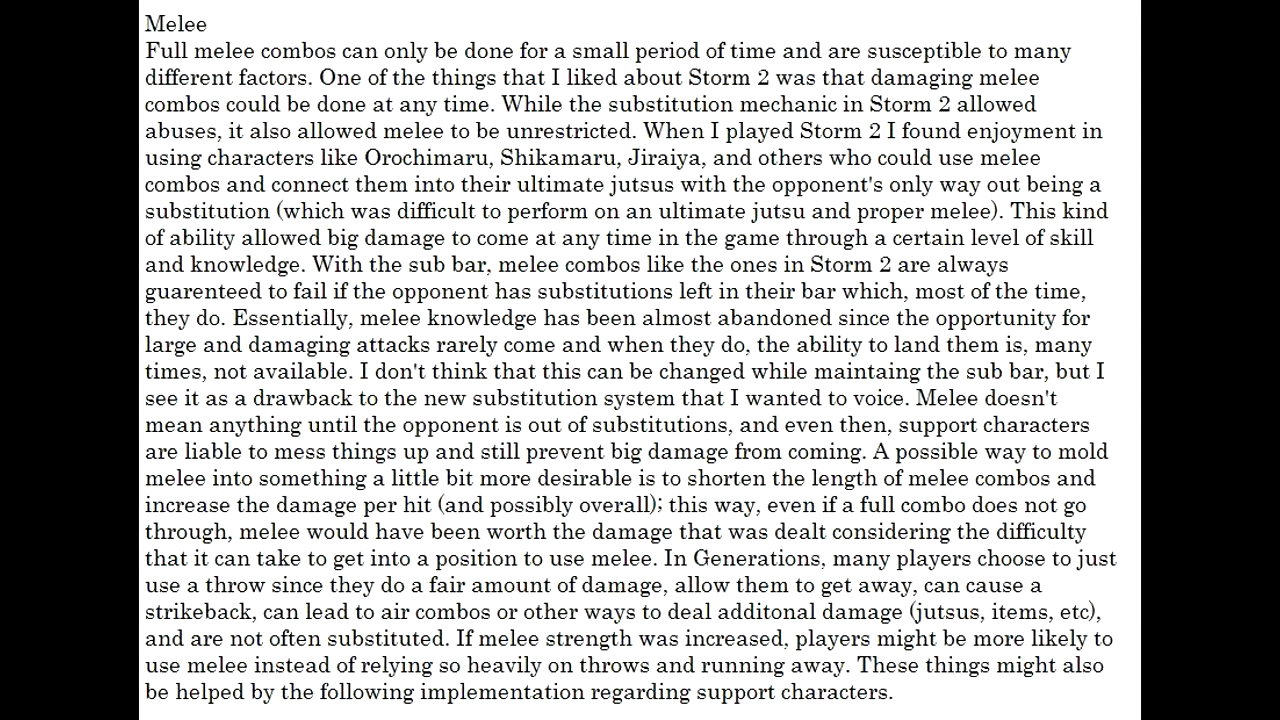 Melee
Full melee combos can only be done for a small period of time and are susceptible to many
different factors. One of the things that I liked about Storm 2 was that damaging melee
combos could be done at any time. While the substitution mechanic in Storm 2 allowed
abuses, it also allowed melee to be unrestricted. When I played Storm 2 I found enjoyment in
using characters like Orochimaru, Shikamaru, Jiraiya, and others who could use melee
combos and connect them into their ultimate jutsus with the opponent's only way out being a
substitution (which was difficult to perform on an ultimate jutsu and proper melee). This kind
of ability allowed big damage to come at any time in the game through a certain level of skill
and knowledge. With the sub bar, melee combos like the ones in Storm 2 are always
guarenteed to fail if the opponent has substitutions left in their bar which, most of the time,
they do. Essentially, melee knowledge has been almost abandoned since the opportunity for
large and damaging attacks rarely come and when they do, the ability to land them is, many
times, not available. I don't think that this can be changed while maintaing the sub bar, but I
see it as a drawback to the new substitution system that I wanted to voice. Melee doesn't
mean anything until the opponent is out of substitutions, and even then, support characters
are liable to mess things up and still prevent big damage from coming. A possible way to mold
melee into something a little bit more desirable is to shorten the length of melee combos and
increase the damage per hit (and possibly overall); this way, even if a full combo does not go
through, melee would have been worth the damage that was dealt considering the difficulty
that it can take to get into a position to use melee. In Generations, many players choose to just
use a throw since they do a fair amount of damage, allow them to get away, can cause a
strikeback, can lead to air combos or other ways to deal additonal damage (jutsus, items, etc),
and are not often substituted. If melee strength was increased, players might be more likely to
use melee instead of relying so heavily on throws and running away. These things might also
be helped by the following implementation regarding support characters.